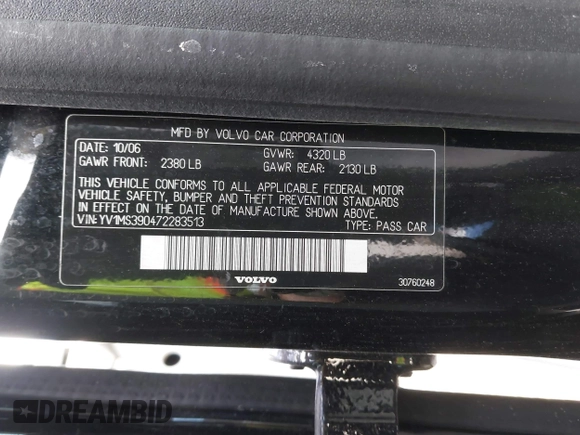 MFD BY VOLVO CAR CORPORATION
DATE: 10/06 GVWR: 4320 LB
GAWR FRONT: 2380 LB GAWR REAR: 2130 LB
THIS VEHICLE CONFORMS TO ALL APPLICABLE FEDERAL MOTOR
VEHICLE SAFETY, BUMPER AND THEFT PREVENTION STANDARDS
IN EFFECT ON THE DATE OF MANUFACTURE SHOWN ABOVE.
VIN:YV1MS390472283513 TYPE: PASS CAR
VOLVO 30760248
DREAMBID